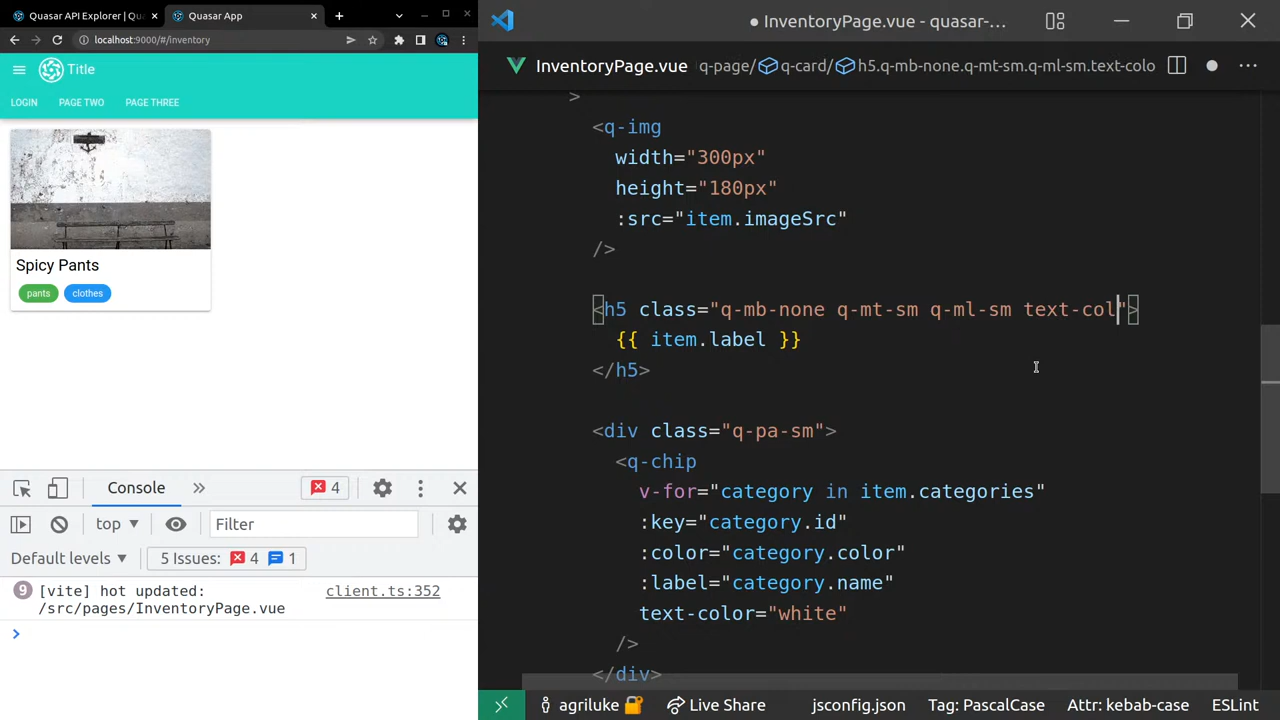 Quasar API Explorer | Qua
Quasar App
localhost:9000/#/inventory
Title
LOGIN
PAGE TWO
PAGE THREE
Spicy Pants
pants
clothes
Console
4
top
Filter
Default levels
5 Issues:
4
1
9
[vite] hot updated:
client.ts:352
/src/pages/InventoryPage.vue
● InventoryPage.vue - quasar-…
InventoryPage.vue
q-page/
q-card/
h5.q-mb-none.q-mt-sm.q-ml-sm.text-colo
>
<q-img
width="300px"
height="180px"
:src="item.imageSrc"
/>
<h5 class="q-mb-none q-mt-sm q-ml-sm text-col">
{{ item.label }}
</h5>
<div class="q-pa-sm">
<q-chip
v-for="category in item.categories"
:key="category.id"
:color="category.color"
:label="category.name"
text-color="white"
/>
</div>
agriluke
Live Share
jsconfig.json
Tag: PascalCase
Attr: kebab-case
ESLint